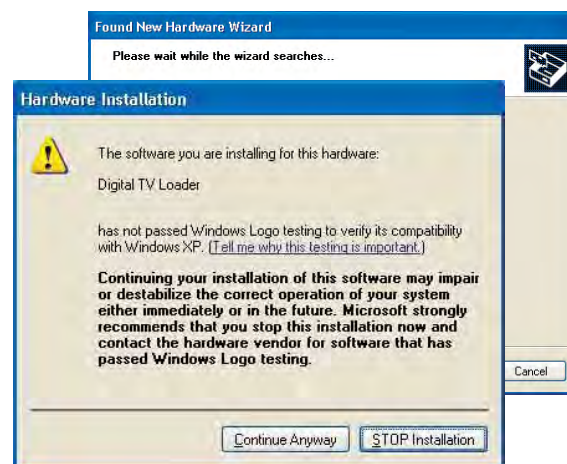 Found New Hardware Wizard
Please wait while the wizard searches...
Hardware Installation
The software you are installing for this hardware:
Digital TV Loader
has not passed Windows Logo testing to verify its compatibility
with Windows XP. (Tell me why this testing is important.)
Continuing your installation of this software may impair
or destabilize the correct operation of your system
either immediately or in the future. Microsoft strongly
recommends that you stop this installation now and
contact the hardware vendor for software that has
passed Windows Logo testing.
Cancel
Continue Anyway
STOP Installation